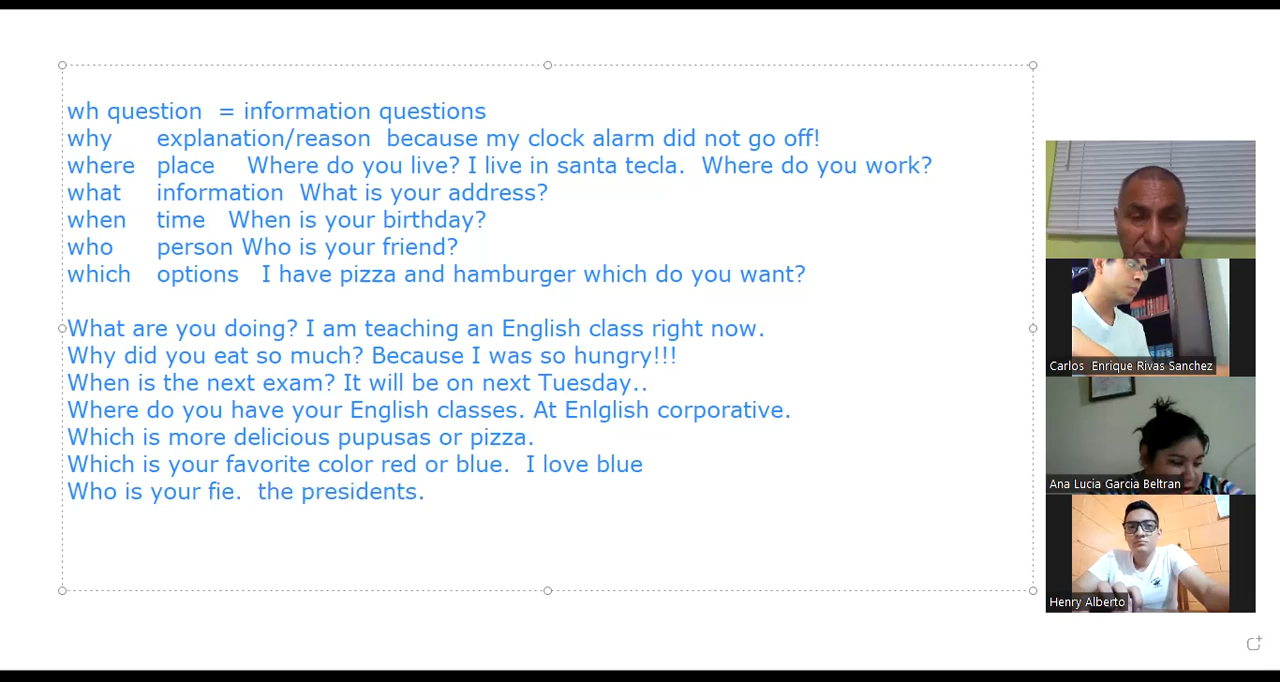 wh question = information questions
why explanation/reason because my clock alarm did not go off!
where place Where do you live? I live in santa tecla. Where do you work?
what information What is your address?
when time When is your birthday?
who person Who is your friend?
which options I have pizza and hamburger which do you want?
What are you doing? I am teaching an English class right now.
Why did you eat so much? Because I was so hungry!!!
When is the next exam? It will be on next Tuesday..
Where do you have your English classes. At Enlglish corporative.
Which is more delicious pupusas or pizza.
Which is your favorite color red or blue. I love blue
Who is your fie. the presidents.
Carlos Enrique Rivas Sanchez
Ana Lucia Garcia Beltran
Henry Alberto